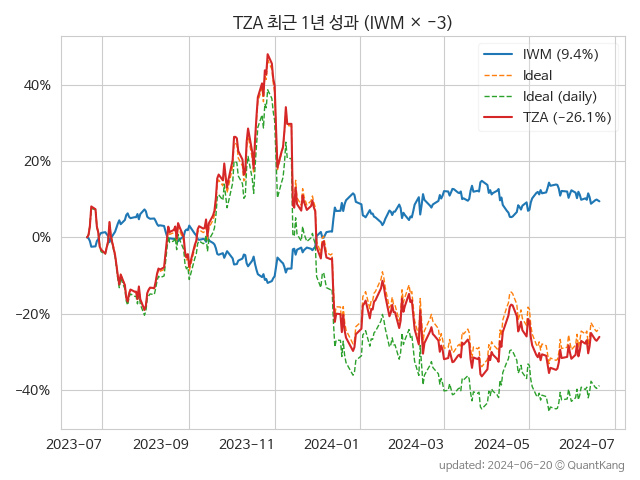 TZA 최근 1년 성과 (IWM × −3)
IWM (9.4%)
Ideal
Ideal (daily)
TZA (−26.1%)
40%
20%
0%
−20%
−40%
2023−07
2023−09
2023−11
2024−01
2024−03
2024−05
2024−07
updated: 2024−06−20 © QuantKang